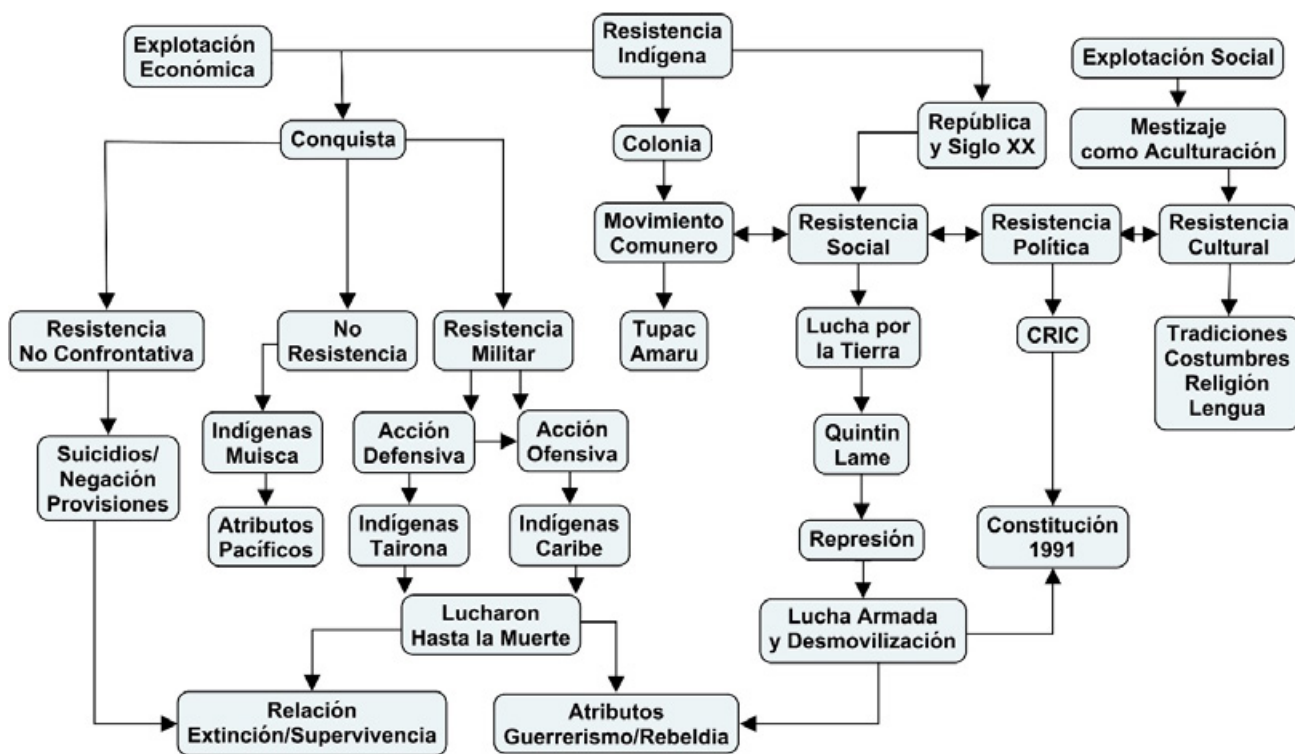 Explotación
Económica
Resistencia
Indígena
Explotación Social
Conquista
Colonia
República
y Siglo XX
Mestizaje
como Aculturación
Movimiento
Comunero
Resistencia
Social
Resistencia
Política
Resistencia
Cultural
Resistencia
No Confrontativa
No
Resistencia
Resistencia
Militar
Tupac
Amaru
Lucha por
la Tierra
CRIC
Tradiciones
Costumbres
Religión
Lengua
Suicidios/
Negación
Provisiones
Indígenas
Muisca
Acción
Defensiva
Acción
Ofensiva
Quintin
Lame
Atributos
Pacíficos
Indígenas
Tairona
Indígenas
Caribe
Represión
Constitución
1991
Lucharon
Hasta la Muerte
Lucha Armada
y Desmovilización
Relación
Extinción/Supervivencia
Atributos
Guerrerismo/Rebeldia